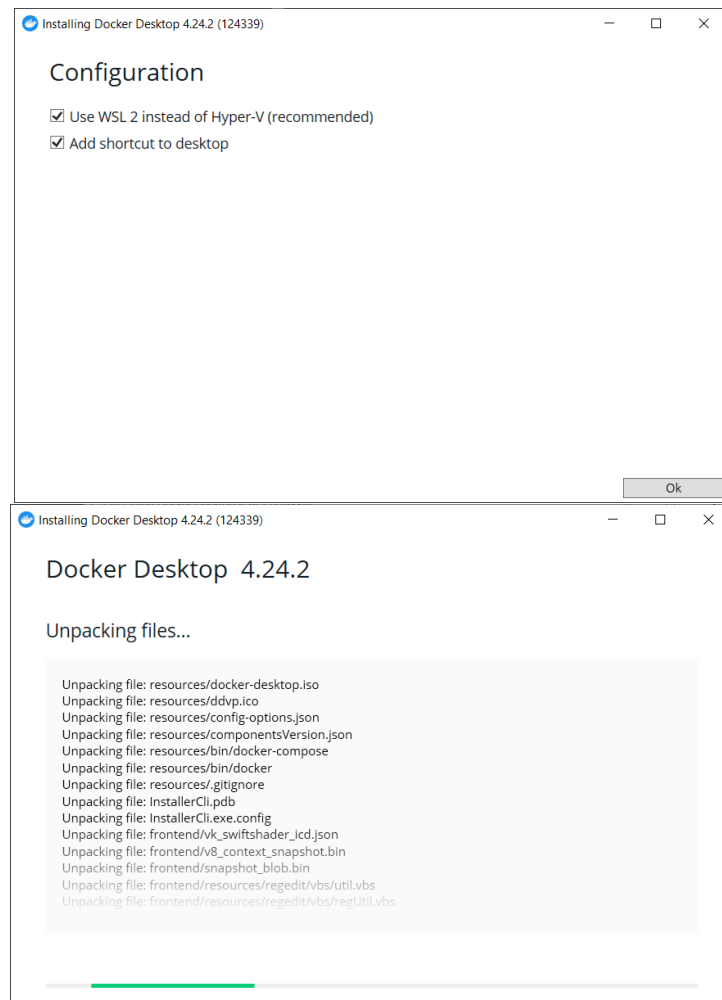 Installing Docker Desktop 4.24.2 (124339)
Configuration
Use WSL 2 instead of Hyper-V (recommended)
Add shortcut to desktop
Ok
Installing Docker Desktop 4.24.2 (124339)
Docker Desktop 4.24.2
Unpacking files...
Unpacking file: resources/docker-desktop.iso
Unpacking file: resources/ddvp.ico
Unpacking file: resources/config-options.json
Unpacking file: resources/componentsVersion.json
Unpacking file: resources/bin/docker-compose
Unpacking file: resources/bin/docker
Unpacking file: resources/.gitignore
Unpacking file: InstallerCli.pdb
Unpacking file: InstallerCli.exe.config
Unpacking file: frontend/vk_swiftshader_icd.json
Unpacking file: frontend/v8_context_snapshot.bin
Unpacking file: frontend/snapshot_blob.bin
Unpacking file: frontend/resources/regedit/vbs/util.vbs
Unpacking file: frontend/resources/regedit/vbs/regUtil.vbs